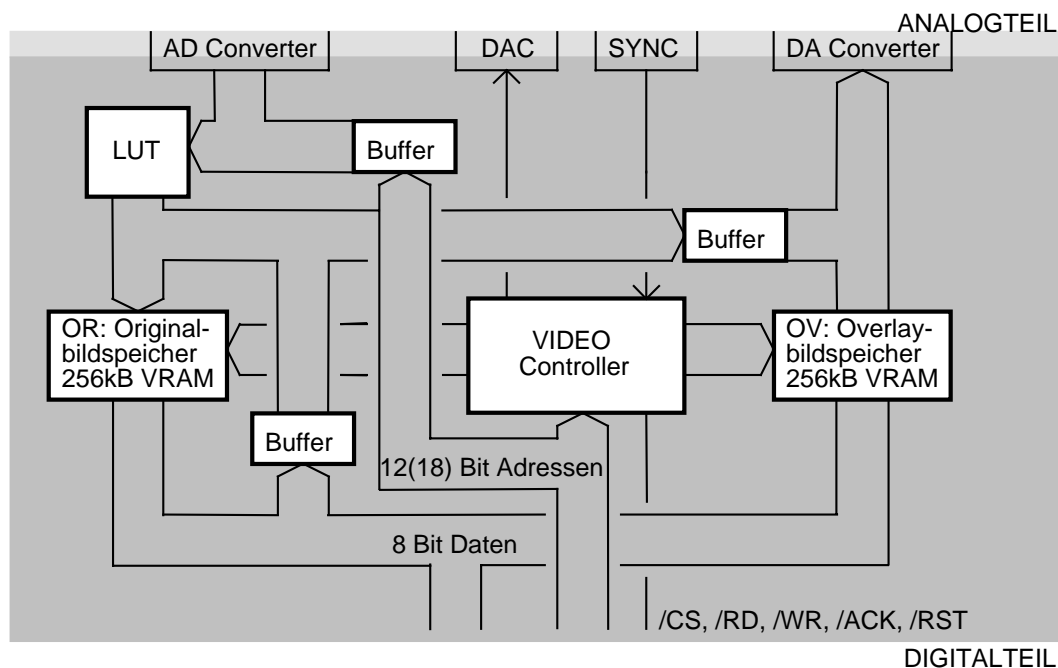 ANALOGTEIL
AD Converter
DAC
SYNC
DA Converter
LUT
Buffer
Buffer
OR: Original-
bildspeicher
256kB VRAM
VIDEO
Controller
OV: Overlay-
bildspeicher
256kB VRAM
Buffer
12(18) Bit Adressen
8 Bit Daten
/CS, /RD, /WR, /ACK, /RST
DIGITALTEIL